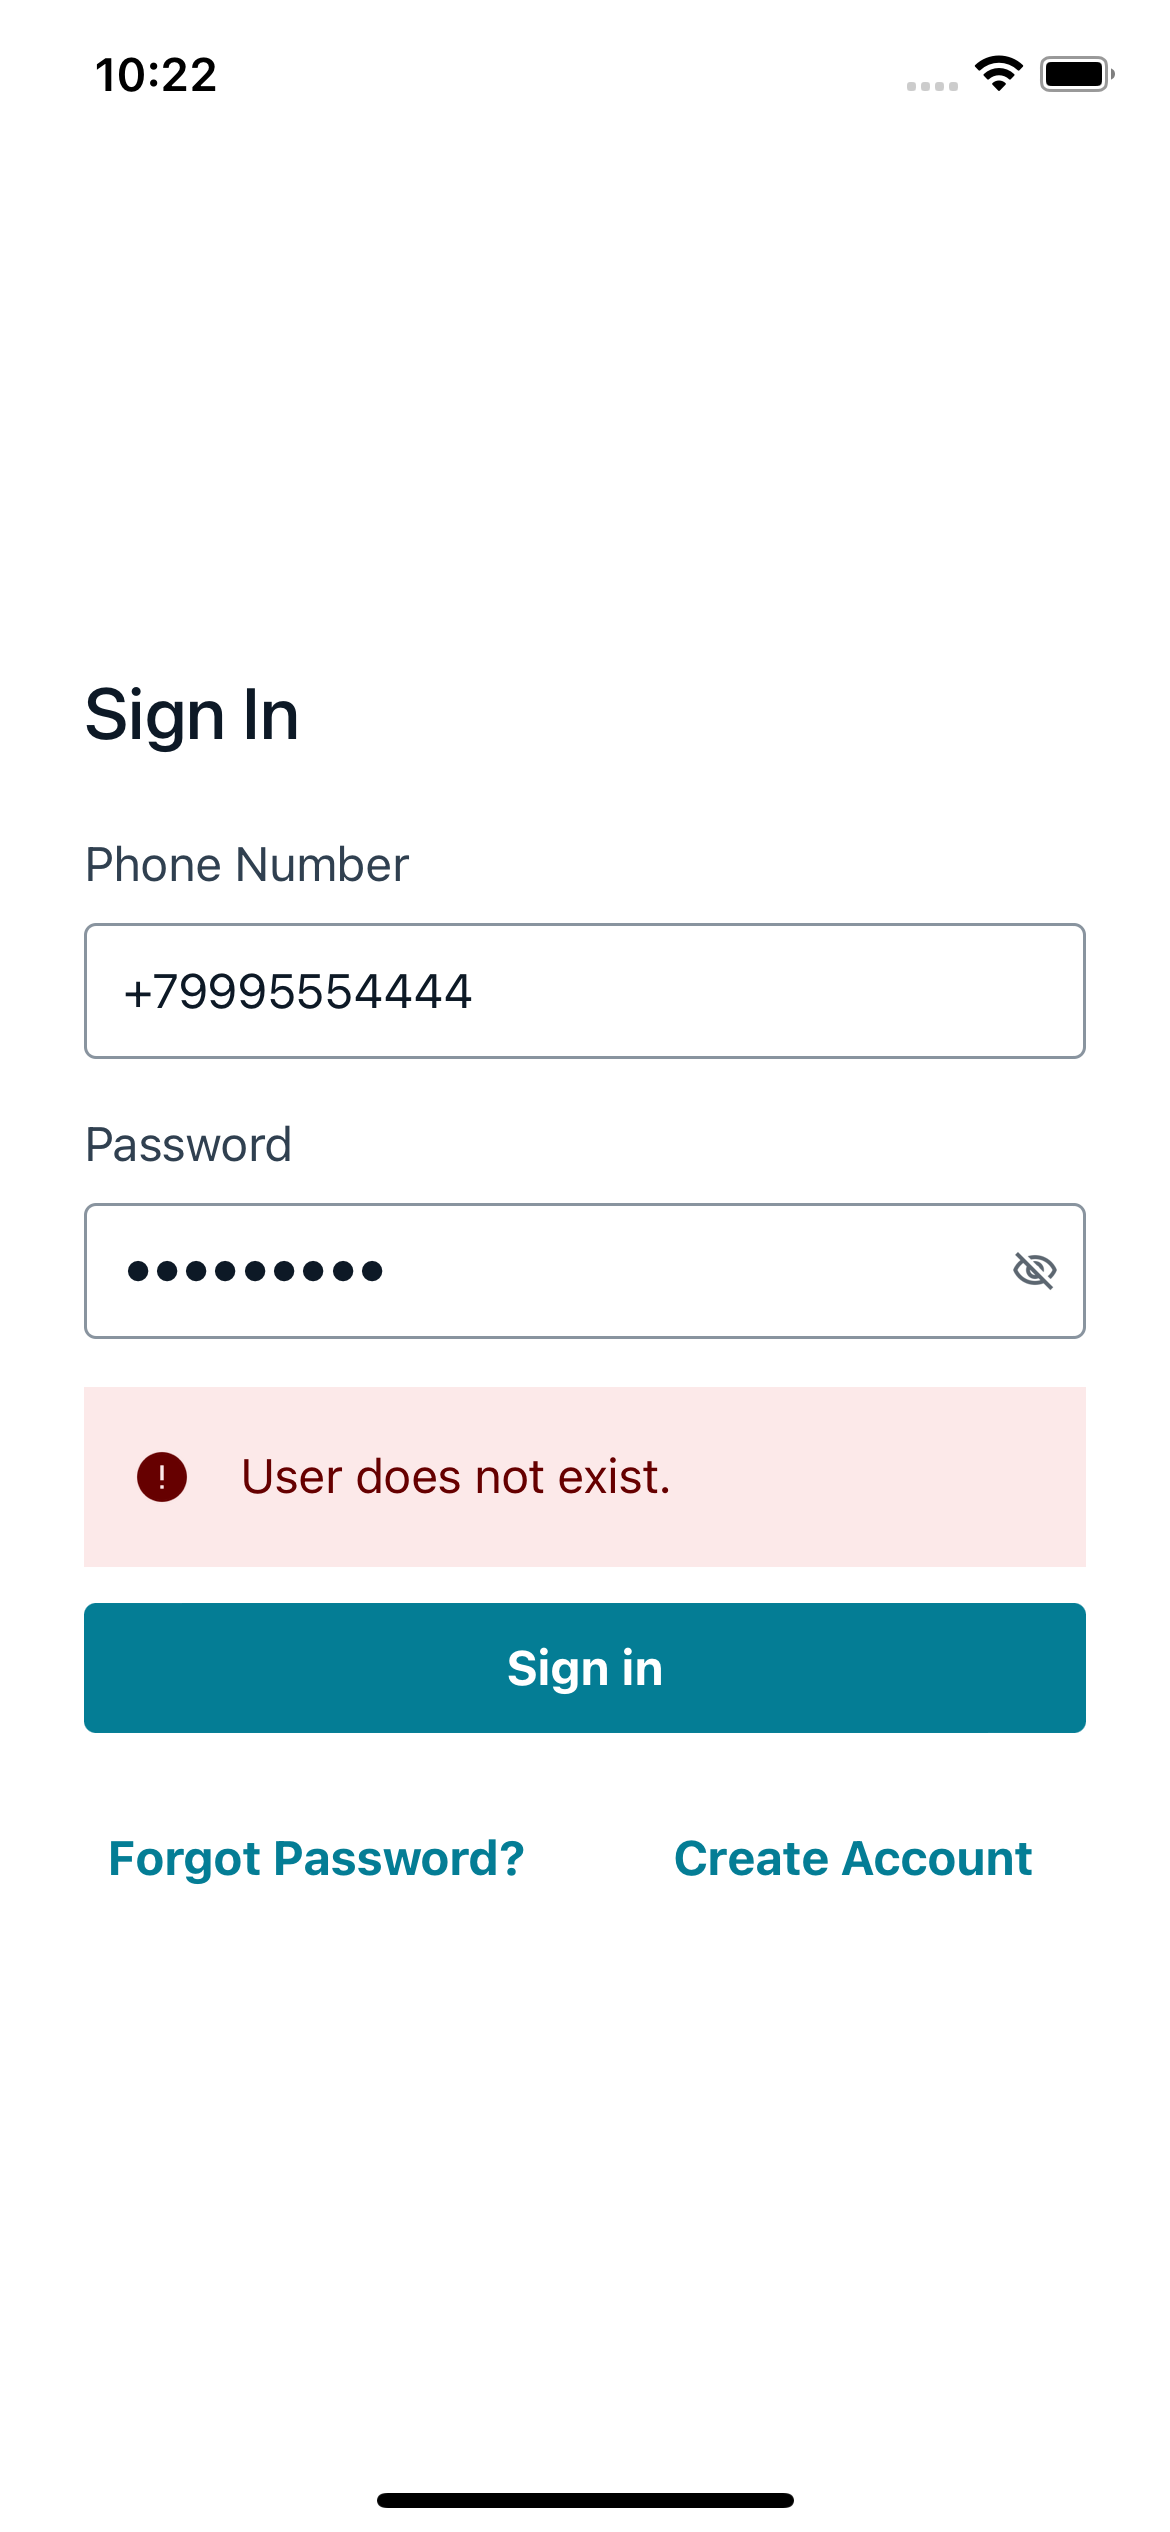 10:22
Sign In
Phone Number
+79995554444
Password
•••••••••
User does not exist.
Sign in
Forgot Password?
Create Account